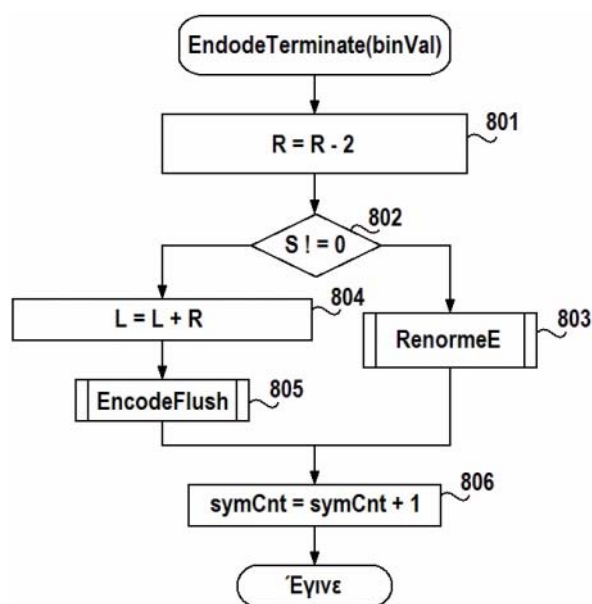 EndodeTerminate(binVal)
801
R = R - 2
802
S ! = 0
804
L = L + R
803
RenormeE
805
EncodeFlush
806
symCnt = symCnt + 1
Έγινε